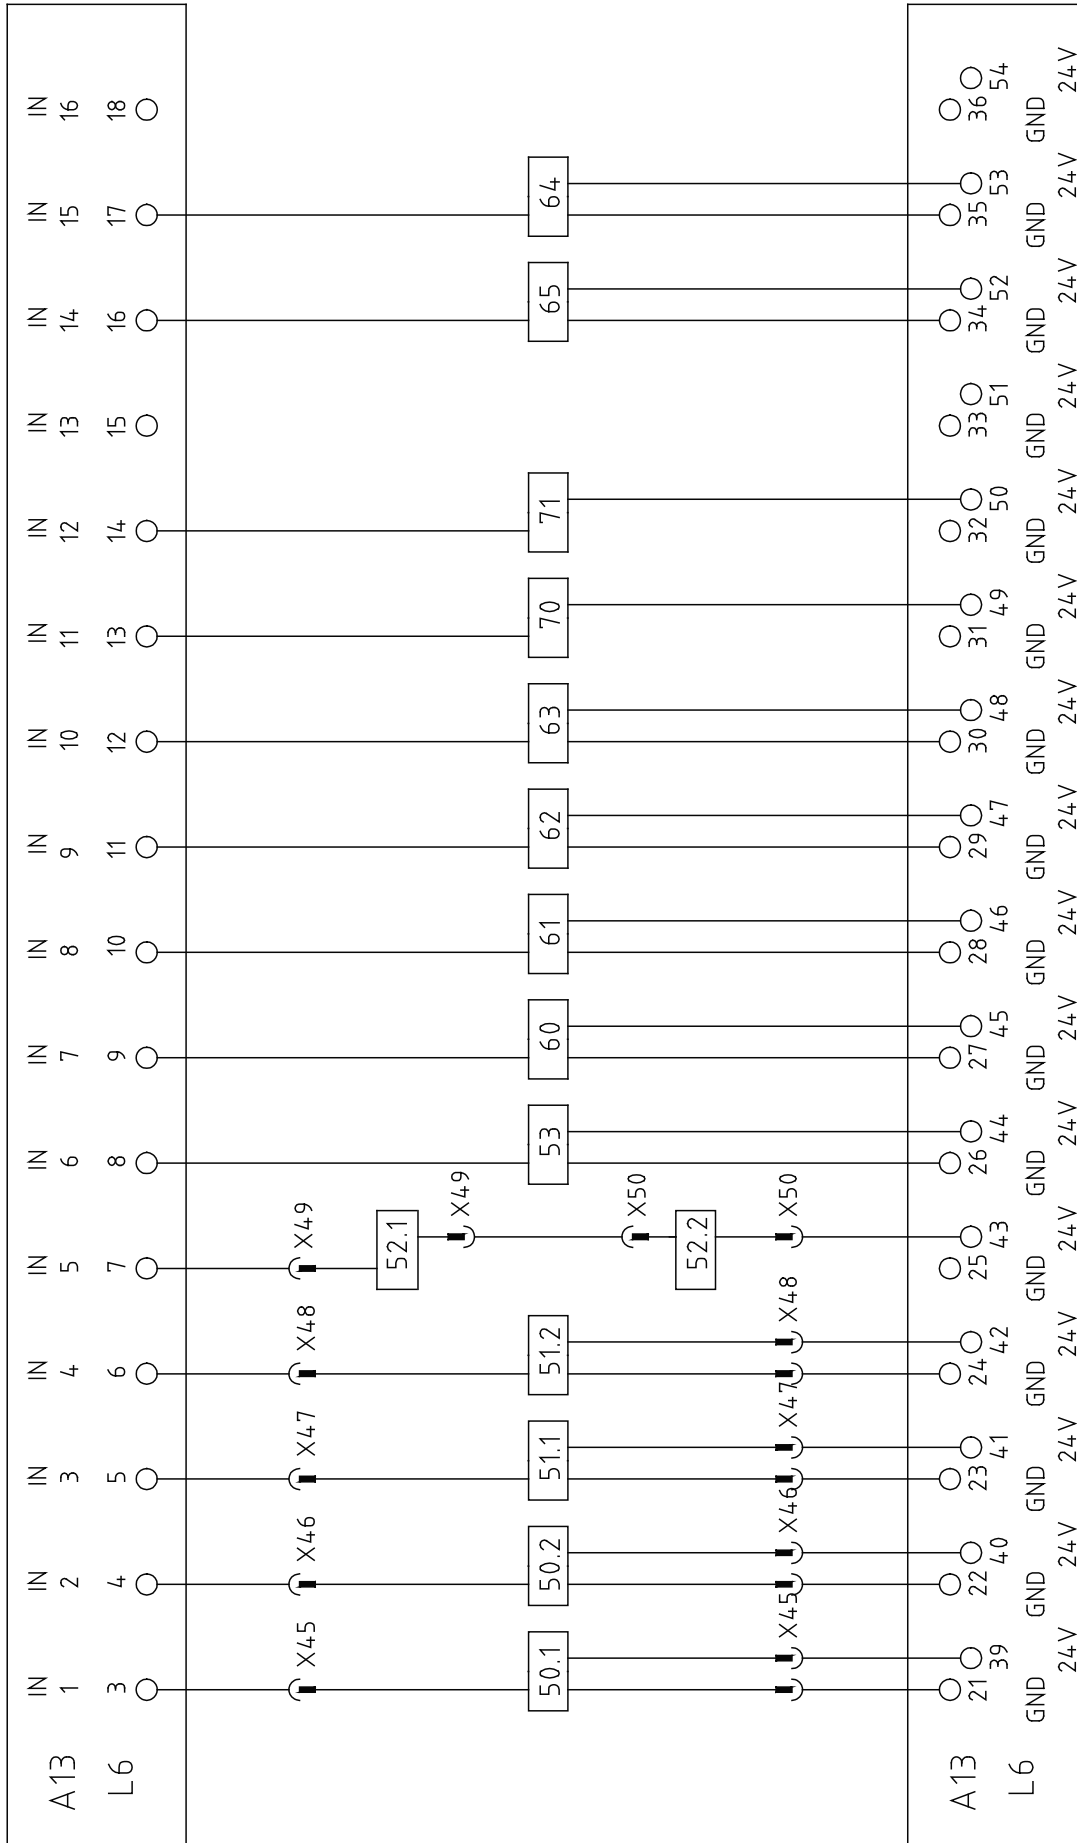 IN IN IN IN IN IN IN IN IN IN IN IN IN IN IN IN
A13 1 2 3 4 5 6 7 8 9 10 11 12 13 14 15 16
L6 3 4 5 6 7 8 9 10 11 12 13 14 15 16 17 18
X45 X46 X47 X48 X49
52.1
X49
50.1 50.2 51.1 51.2 53 60 61 62 63 70 71 65 64
X50
52.2
X45 X46 X47 X48 X50
A13 21 22 23 24 25 26 27 28 29 30 31 32 33 34 35 36
39 40 41 42 43 44 45 46 47 48 49 50 51 52 53 54
L6 GND GND GND GND GND GND GND GND GND GND GND GND GND GND GND GND
24V 24V 24V 24V 24V 24V 24V 24V 24V 24V 24V 24V 24V 24V 24V 24V